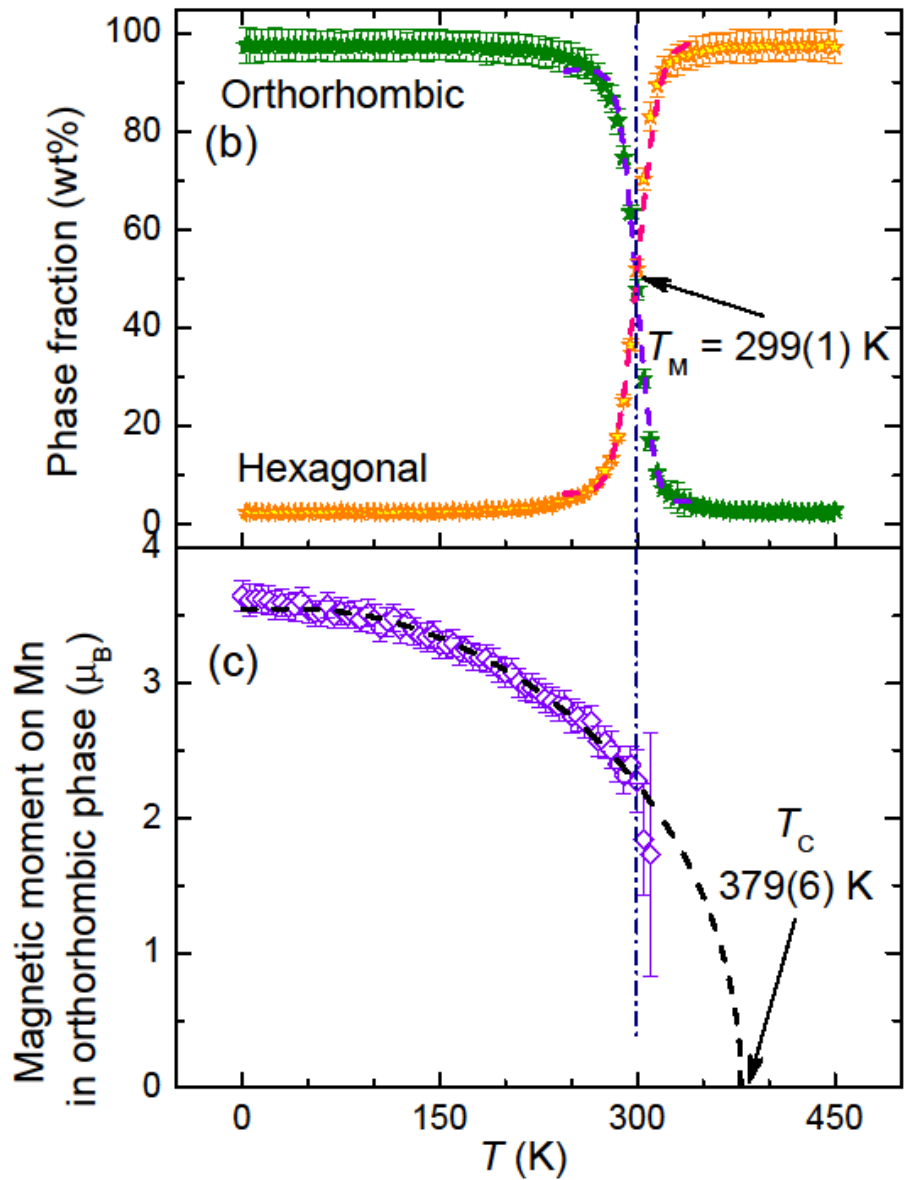 100
80
60
40
20
0
Phase fraction (wt%)
Orthorhombic
(b)
T_M = 299(1) K
Hexagonal
4
3
2
1
0
Magnetic moment on Mn
in orthorhombic phase (μ_B)
(c)
T_C
379(6) K
0 150 300 450
T (K)